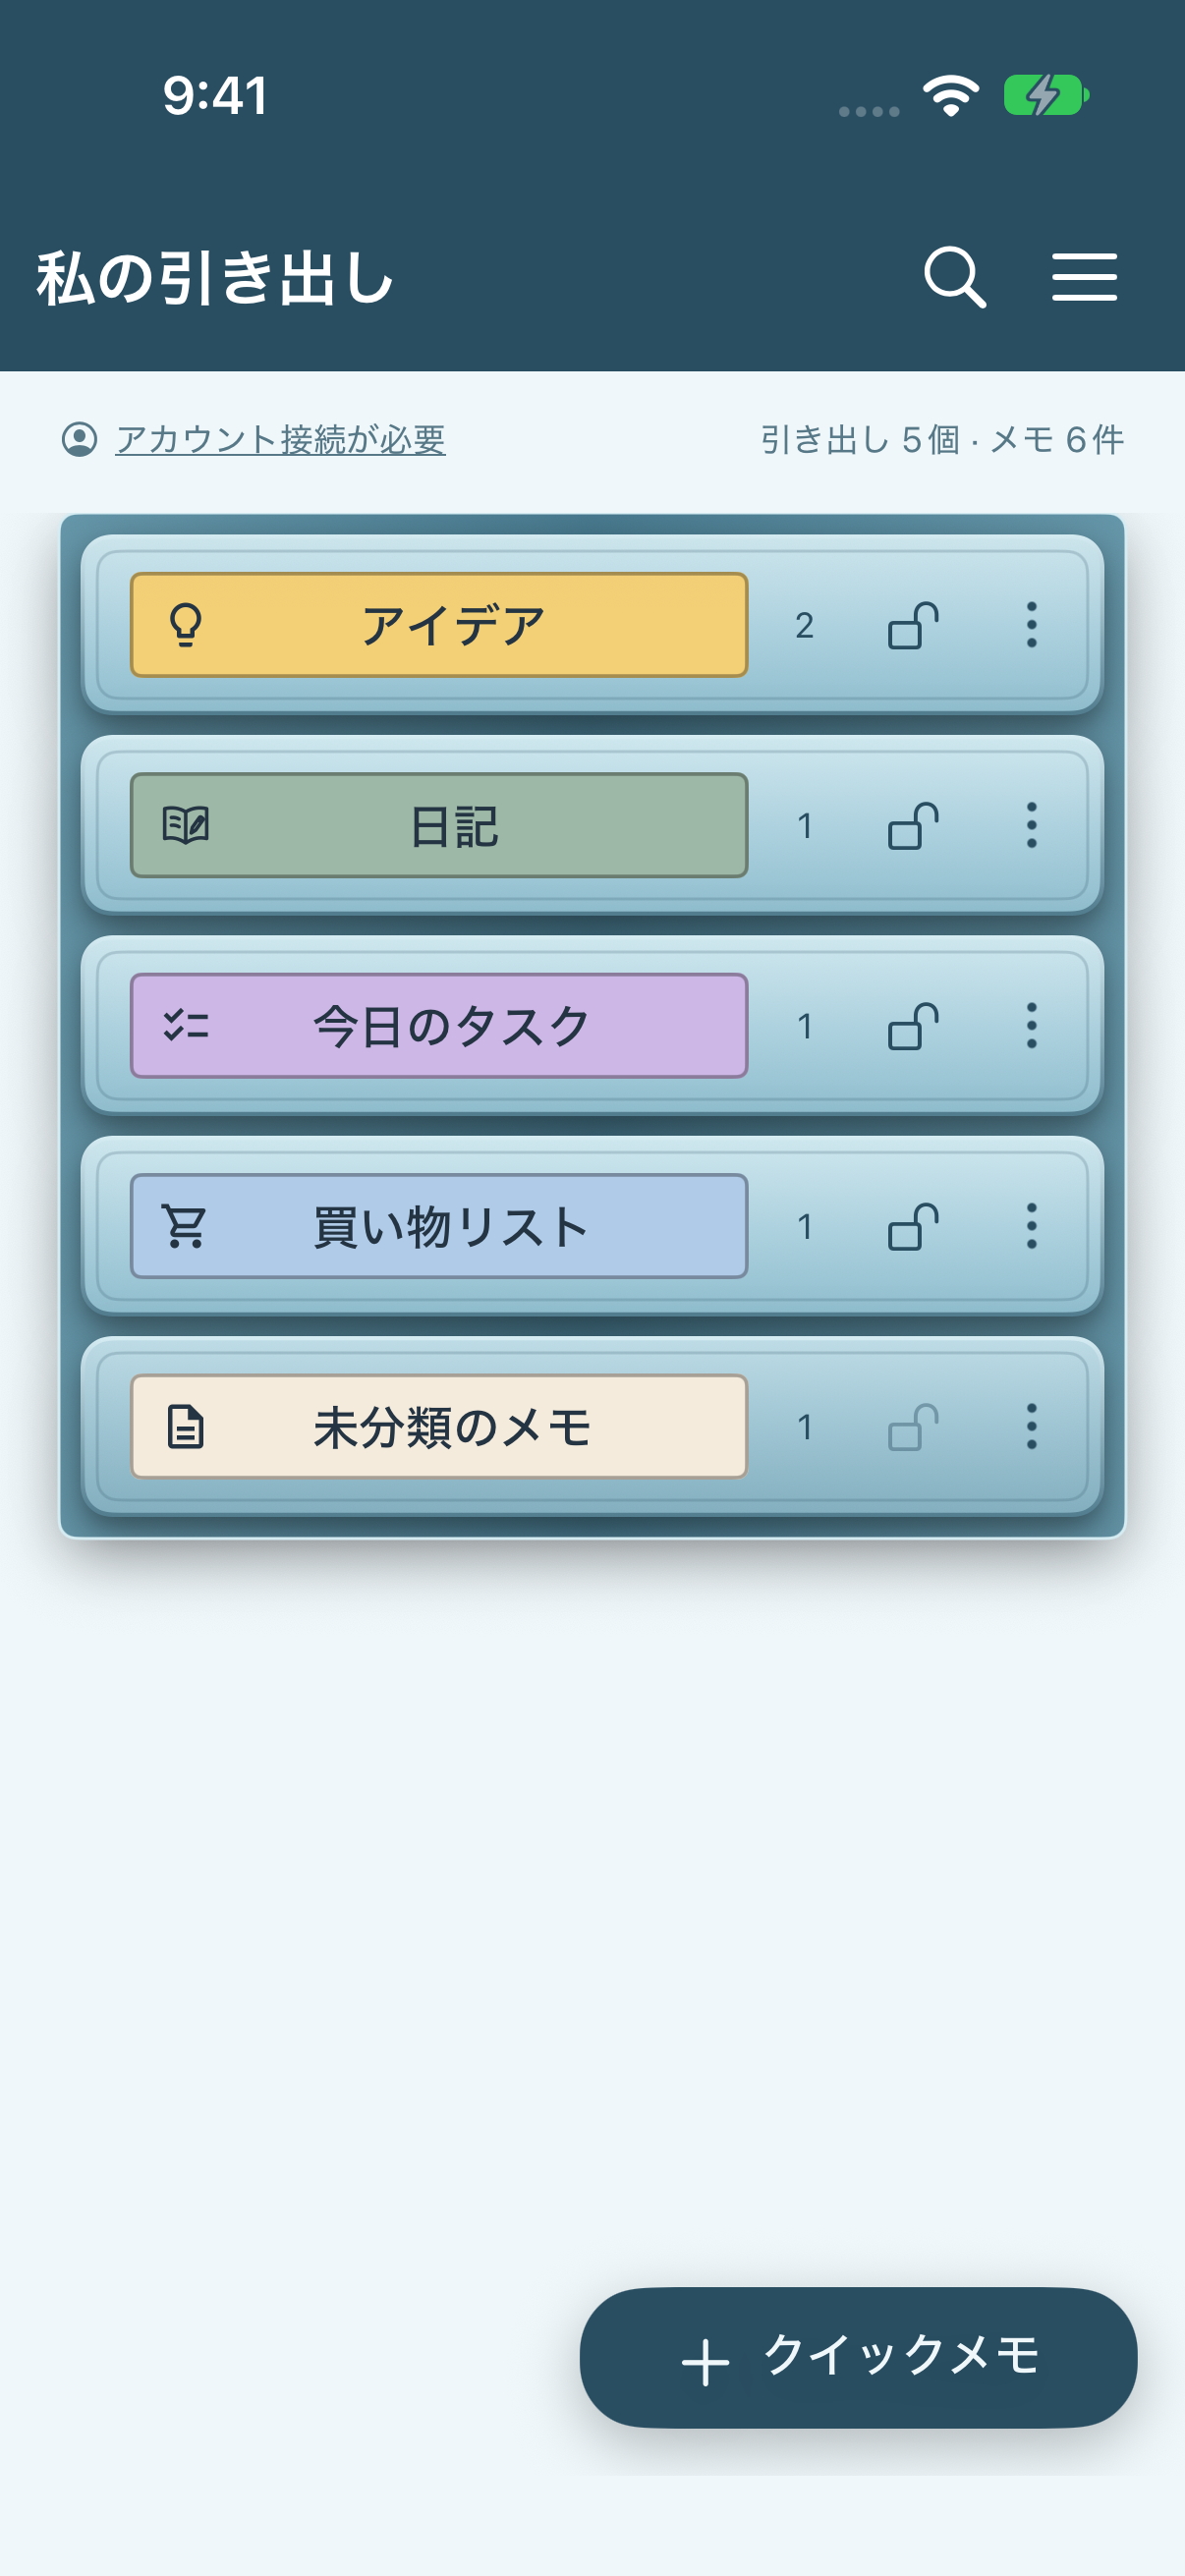 9:41
私の引き出し
アカウント接続が必要
引き出し 5個 · メモ 6件
アイデア 2
日記 1
今日のタスク 1
買い物リスト 1
未分類のメモ 1
クイックメモ